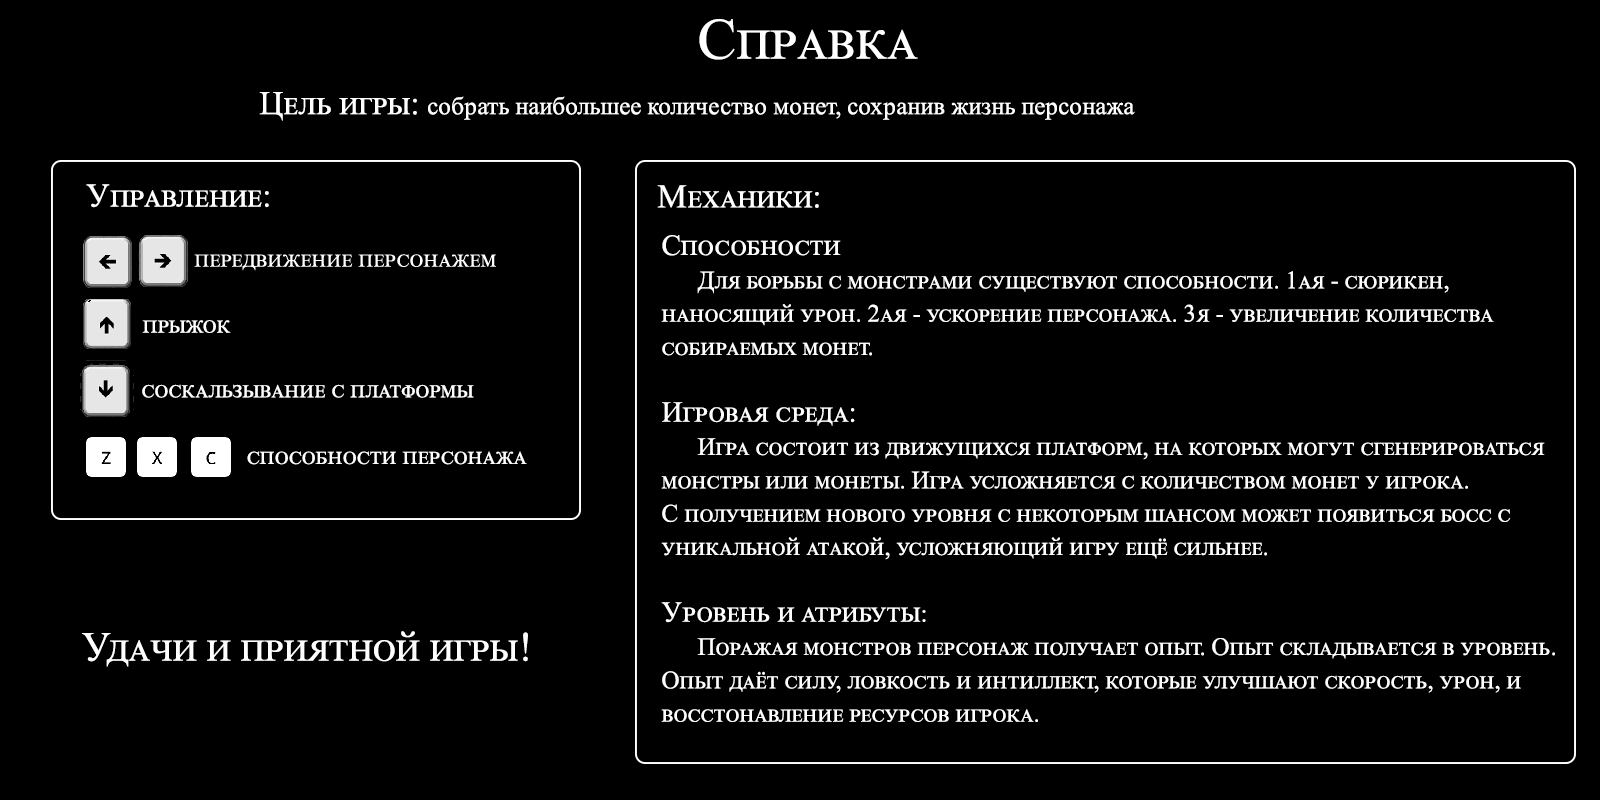 Справка
Цель игры: собрать наибольшее количество монет, сохранив жизнь персонажа
Управление:
← → передвижение персонажем
↑ прыжок
↓ соскальзывание с платформы
Z X C способности персонажа
Удачи и приятной игры!
Механики:
Способности
Для борьбы с монстрами существуют способности. 1ая - сюрикен,
наносящий урон. 2ая - ускорение персонажа. 3я - увеличение количества
собираемых монет.
Игровая среда:
Игра состоит из движущихся платформ, на которых могут сгенерироваться
монстры или монеты. Игра усложняется с количеством монет у игрока.
С получением нового уровня с некоторым шансом может появиться босс с
уникальной атакой, усложняющий игру ещё сильнее.
Уровень и атрибуты:
Поражая монстров персонаж получает опыт. Опыт складывается в уровень.
Опыт даёт силу, ловкость и интиллект, которые улучшают скорость, урон, и
восстонавление ресурсов игрока.